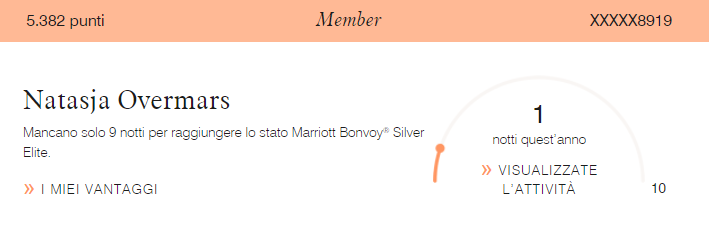 5.382 punti
Member
XXXXX8919
Natasja Overmars
Mancano solo 9 notti per raggiungere lo stato Marriott Bonvoy® Silver
Elite.
» I MIEI VANTAGGI
1
notti quest'anno
» VISUALIZZATE
L'ATTIVITÀ
10